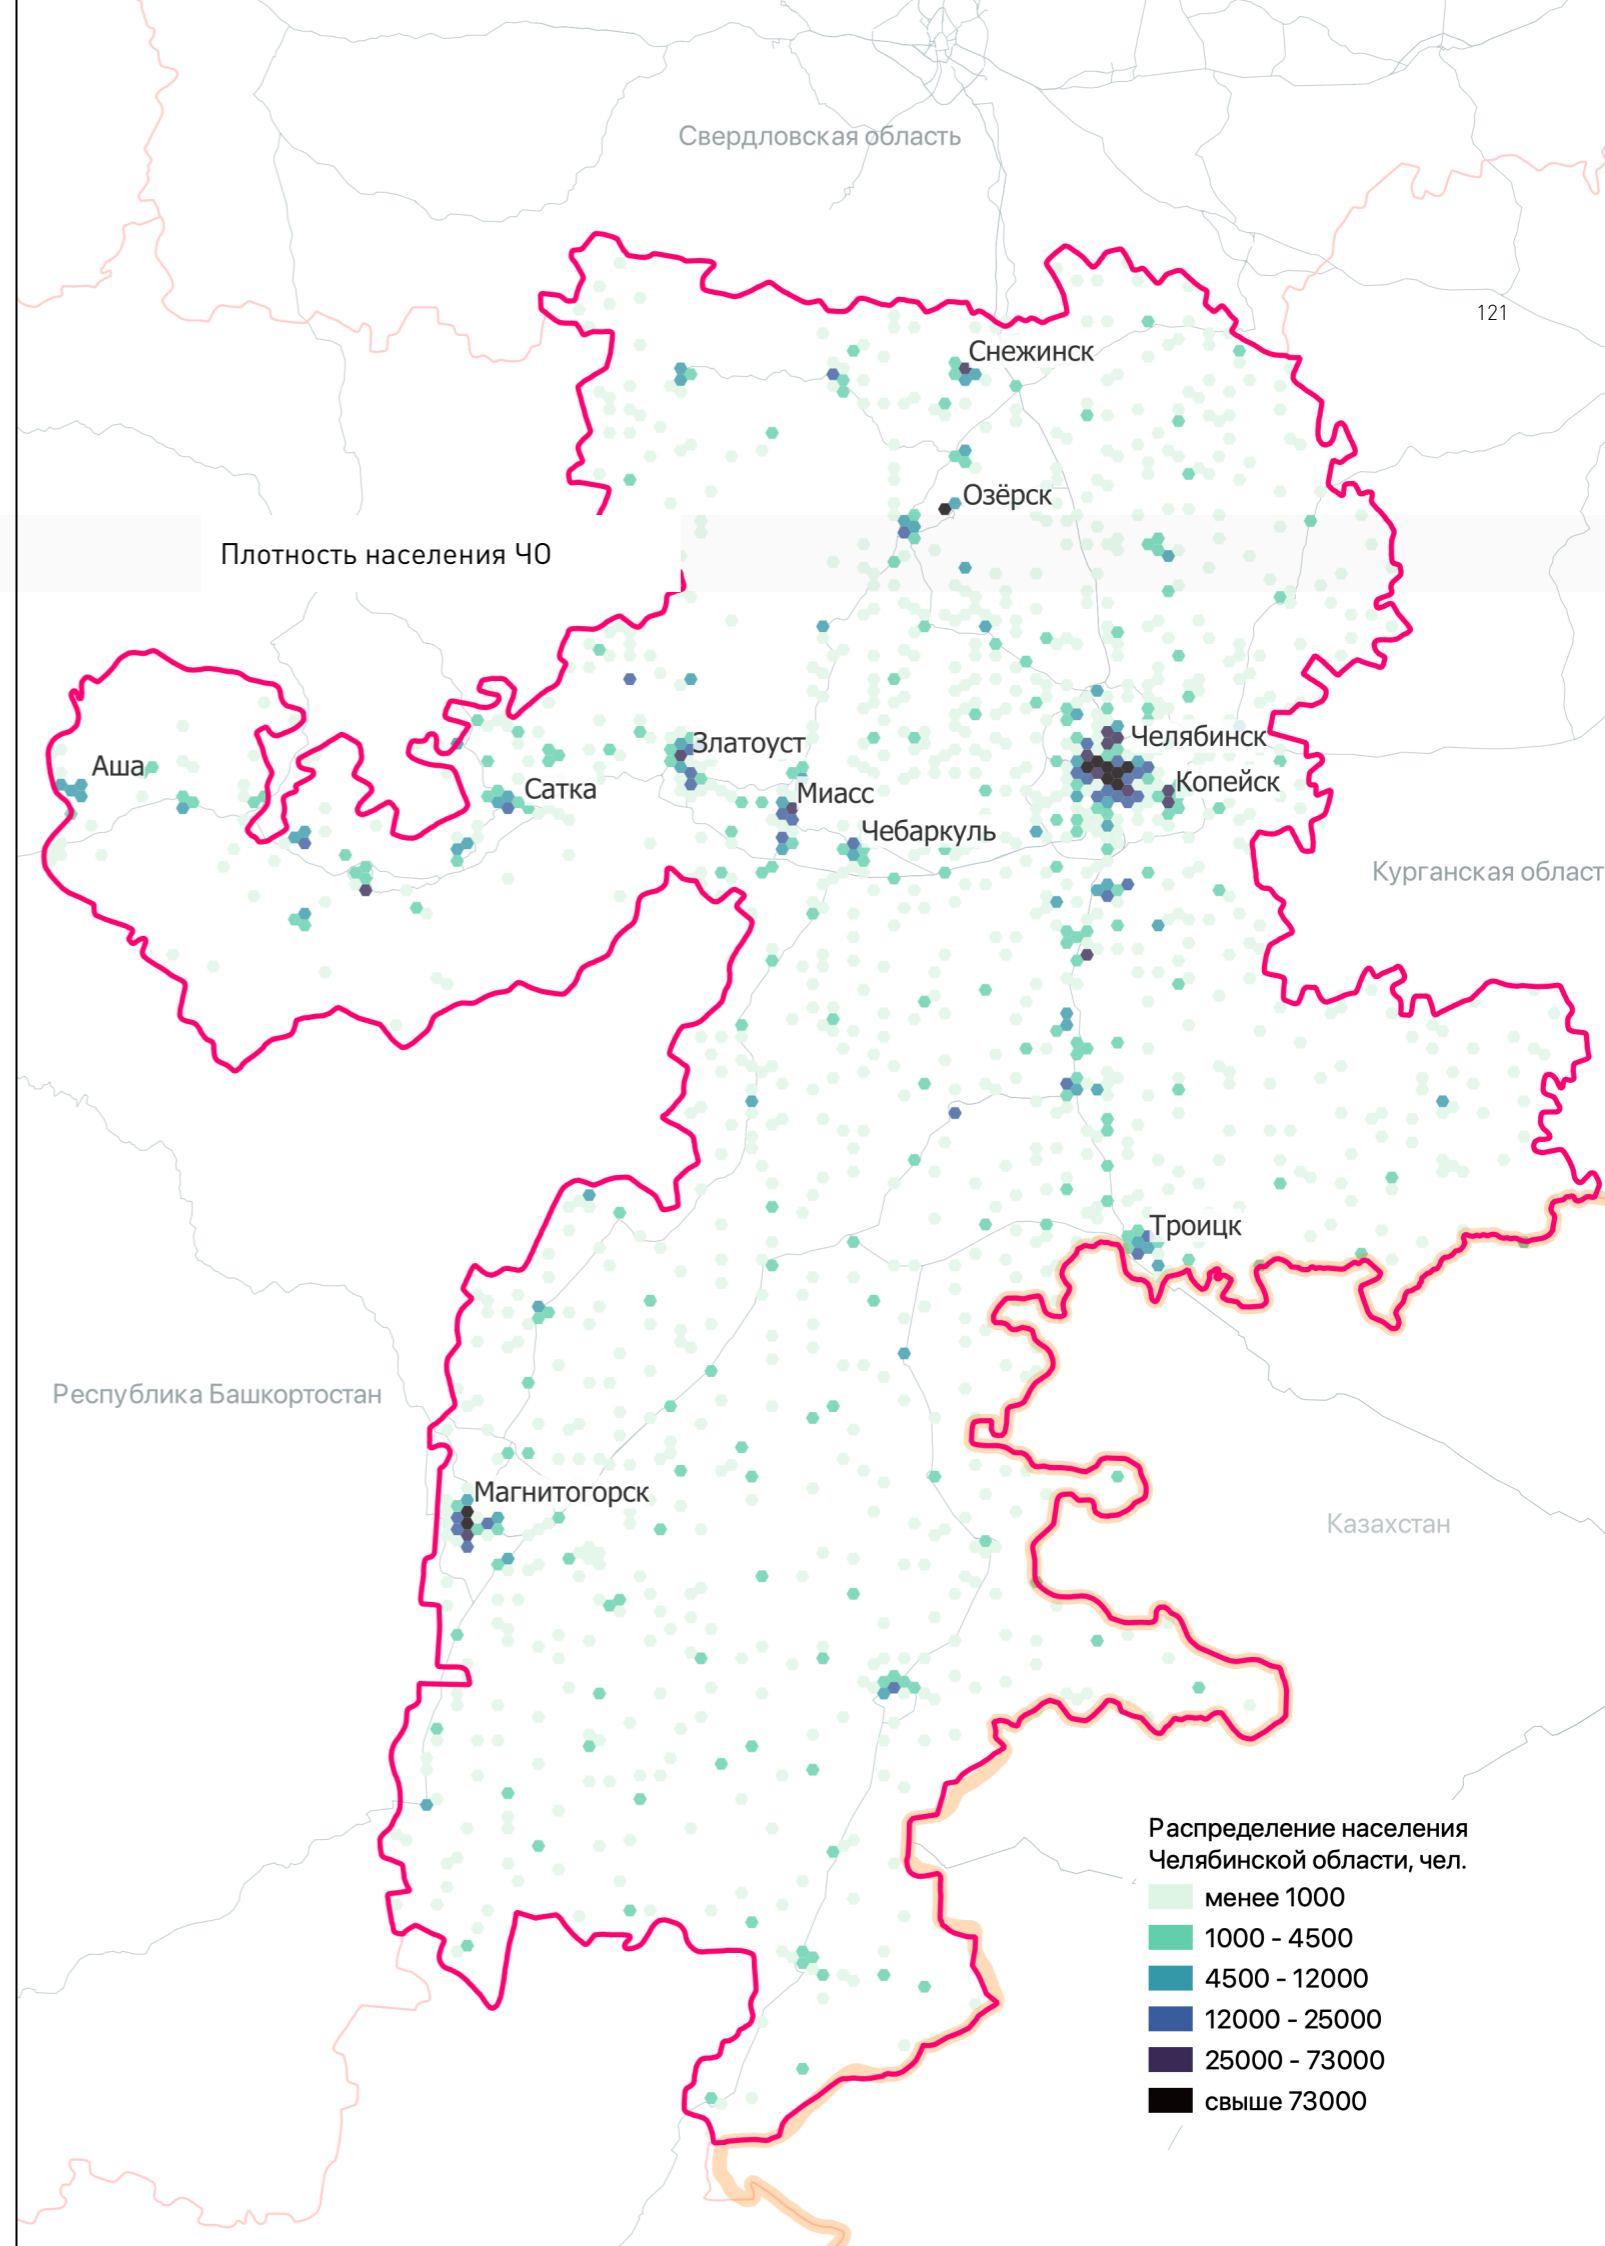 Свердловская область
121
Снежинск
Озёрск
Плотность населения ЧО
Златоуст
Челябинск
Аша
Сатка
Миасс
Копейск
Чебаркуль
Курганская област
Троицк
Республика Башкортостан
Магнитогорск
Казахстан
Распределение населения
Челябинской области, чел.
менее 1000
1000 - 4500
4500 - 12000
12000 - 25000
25000 - 73000
свыше 73000